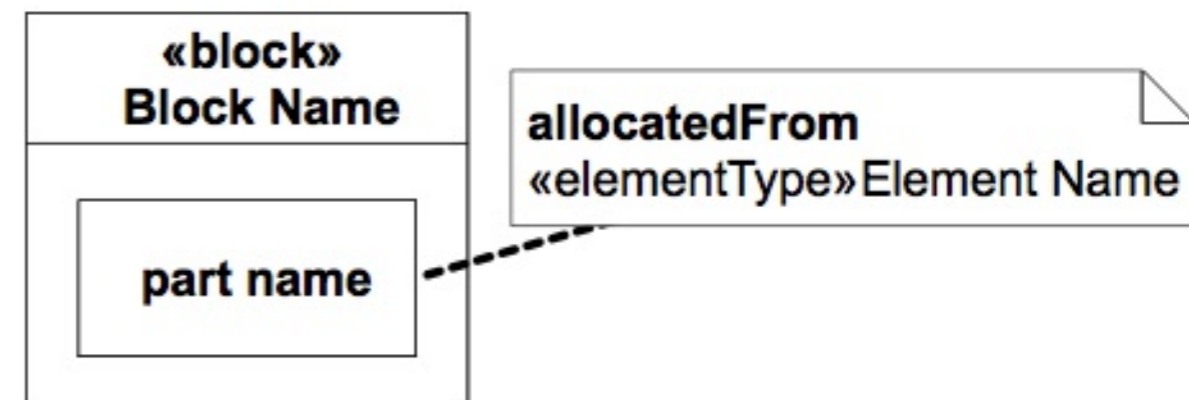 «block»
Block Name
allocatedFrom
«elementType»Element Name
part name